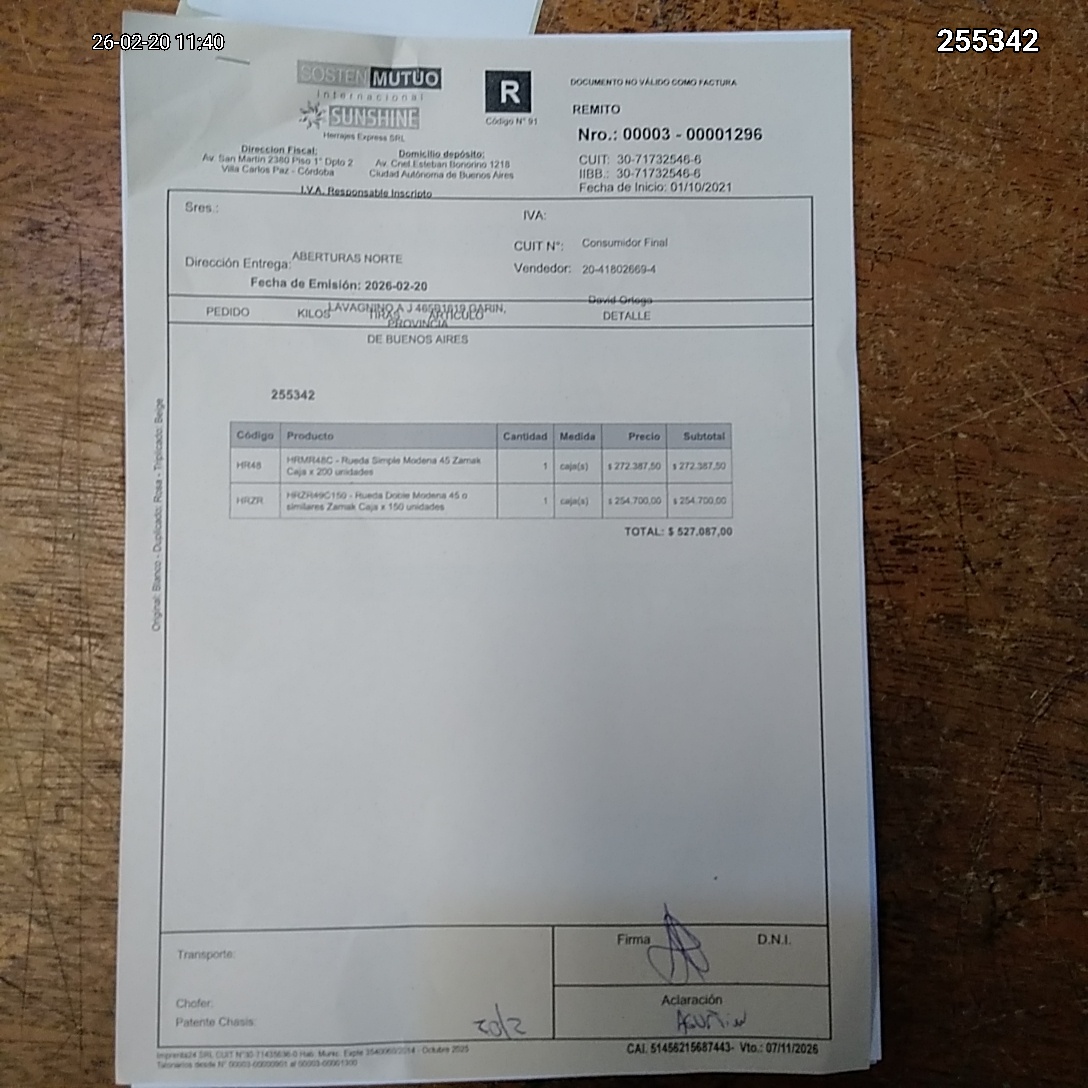 26-02-20 11:40
255342
SOSTEN MUTUO
Internacional
SUNSHINE
Herrajes Express SRL
R
Código N° 91
DOCUMENTO NO VÁLIDO COMO FACTURA
REMITO
Nro.: 00003 - 00001296
CUIT: 30-71732546-6
IIBB.: 30-71732546-6
Fecha de Inicio: 01/10/2021
Direccion Fiscal:
Av. San Martin 2380 Piso 1° Dpto 2
Villa Carlos Paz - Córdoba
Domicilio depósito:
Av. Cnel.Esteban Bonorino 1218
Ciudad Autónoma de Buenos Aires
I.V.A. Responsable Inscripto
Sres.:
IVA:
CUIT N°: Consumidor Final
Dirección Entrega: ABERTURAS NORTE
Vendedor: 20-41802669-4
Fecha de Emisión: 2026-02-20
David Ortega
LAVAGNINO A J 465B1619 GARIN,
PEDIDO KILOS TIRAS ARTICULO DETALLE
PROVINCIA
DE BUENOS AIRES
255342
Código Producto Cantidad Medida Precio Subtotal
HR48 HRMR48C - Rueda Simple Modena 45 Zamak Caja x 200 unidades 1 caja(s) $ 272.387,50 $ 272.387,50
HRZR HRZR49C150 - Rueda Doble Modena 45 o similares Zamak Caja x 150 unidades 1 caja(s) $ 254.700,00 $ 254.700,00
TOTAL: $ 527.087,00
Original: Blanco - Duplicado: Rosa - Triplicado: Beige
Transporte:
Chofer:
Patente Chasis:
20/2
Firma
D.N.I.
Aclaración
Agustin
CAI. 51456215687443- Vto.: 07/11/2026